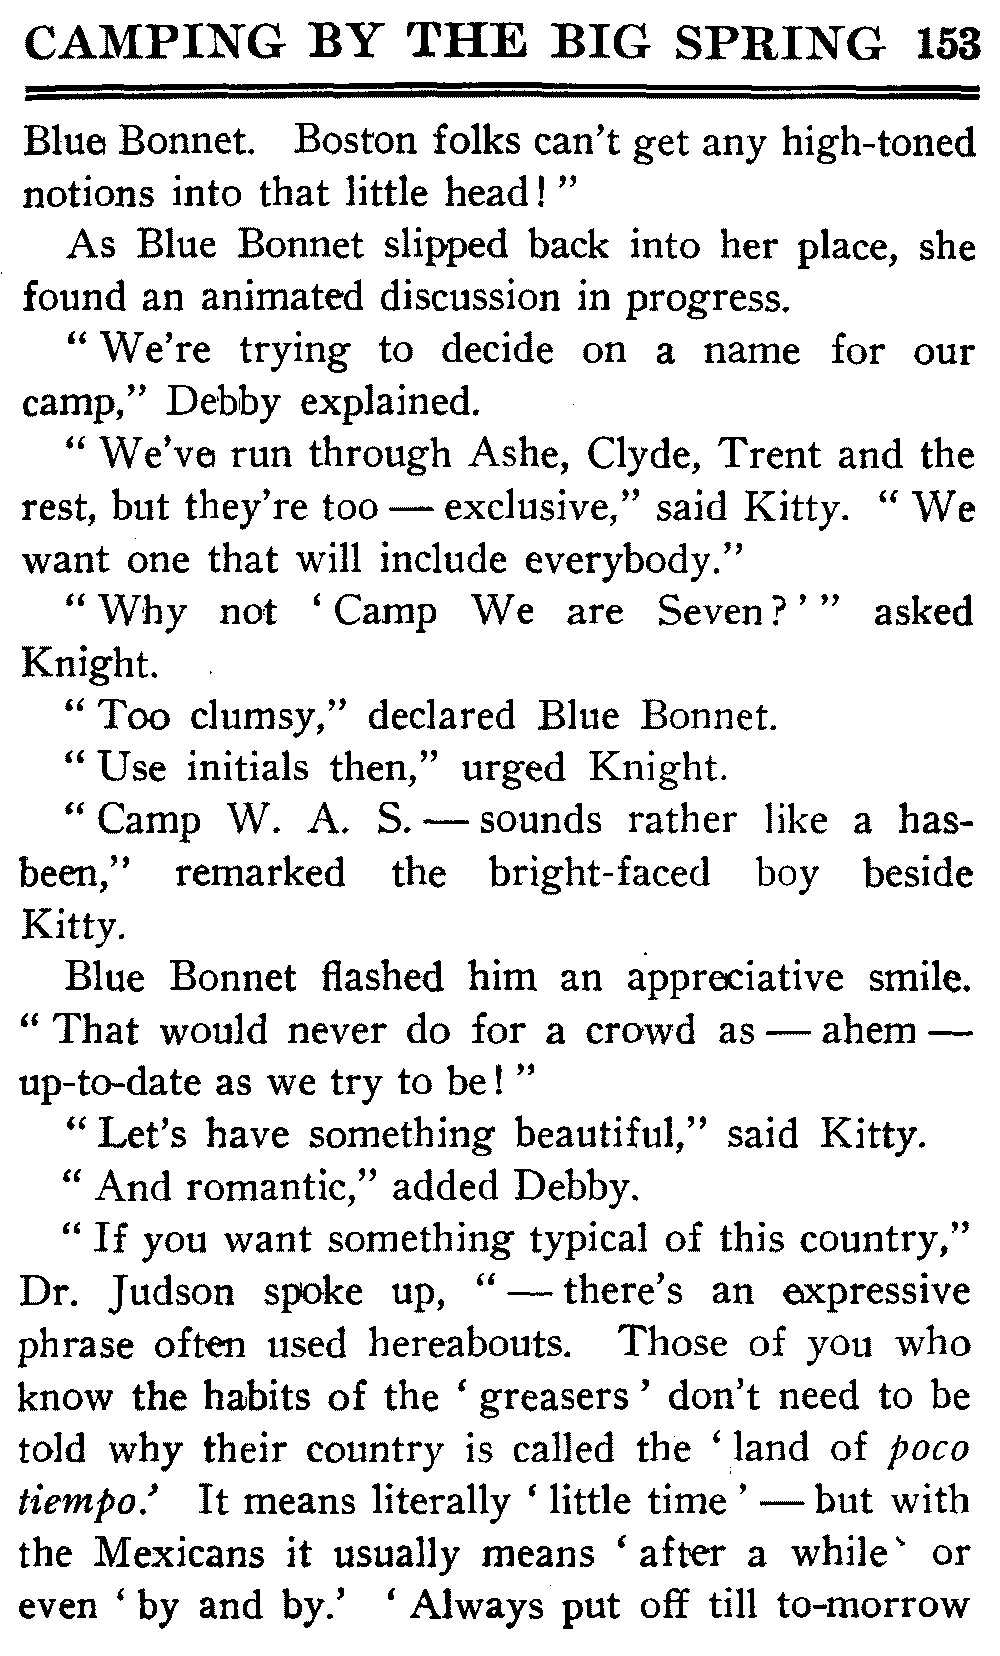 CAMPING BY THE BIG SPRING 153
Blue Bonnet. Boston folks can't get any high-toned
notions into that little head! "
As Blue Bonnet slipped back into her place, she
found an animated discussion in progress.
" We're trying to decide on a name for our
camp," Debby explained.
" We've run through Ashe, Clyde, Trent and the
rest, but they're too — exclusive," said Kitty. " We
want one that will include everybody."
" Why not ' Camp We are Seven? ' " asked
Knight.
" Too clumsy," declared Blue Bonnet.
" Use initials then," urged Knight.
" Camp W. A. S. — sounds rather like a has-
been," remarked the bright-faced boy beside
Kitty.
Blue Bonnet flashed him an appreciative smile.
" That would never do for a crowd as — ahem —
up-to-date as we try to be! "
" Let's have something beautiful," said Kitty.
" And romantic," added Debby.
" If you want something typical of this country,"
Dr. Judson spoke up, " — there's an expressive
phrase often used hereabouts. Those of you who
know the habits of the ' greasers ' don't need to be
told why their country is called the ' land of poco
tiempo.' It means literally ' little time ' — but with
the Mexicans it usually means ' after a while' or
even ' by and by.' ' Always put off till to-morrow